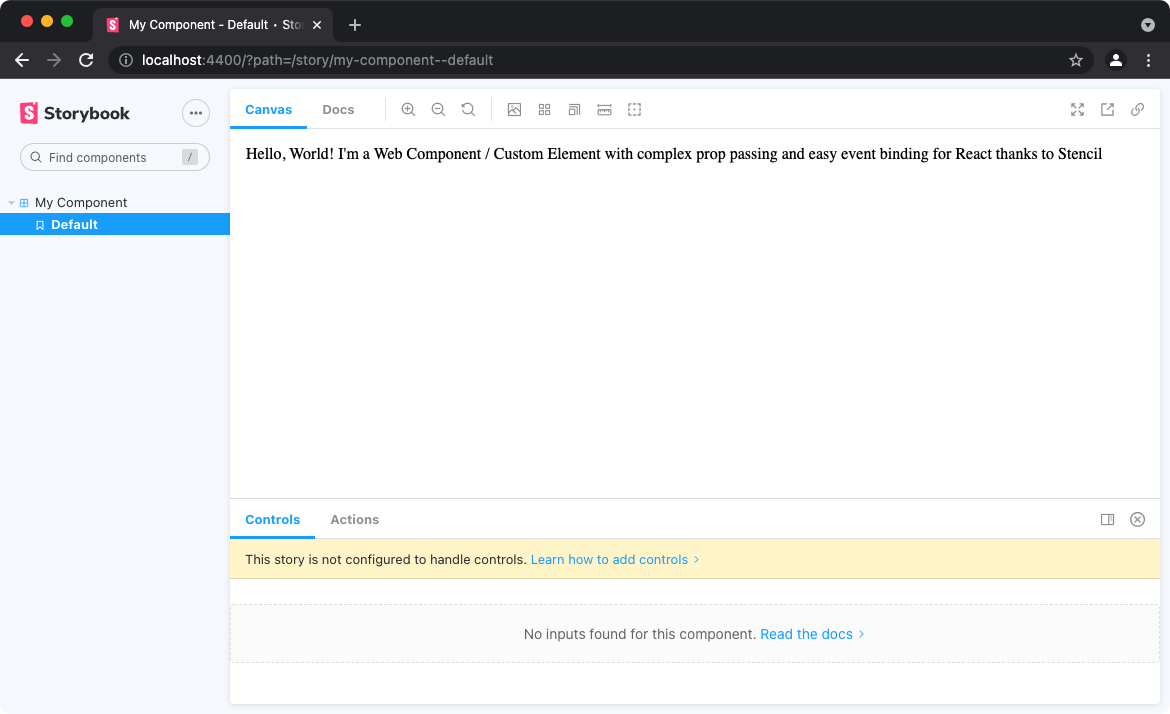 My Component - Default • Sto
localhost:4400/?path=/story/my-component--default
Storybook
Find components /
My Component
Default
Canvas Docs
Hello, World! I'm a Web Component / Custom Element with complex prop passing and easy event binding for React thanks to Stencil
Controls Actions
This story is not configured to handle controls. Learn how to add controls
No inputs found for this component. Read the docs